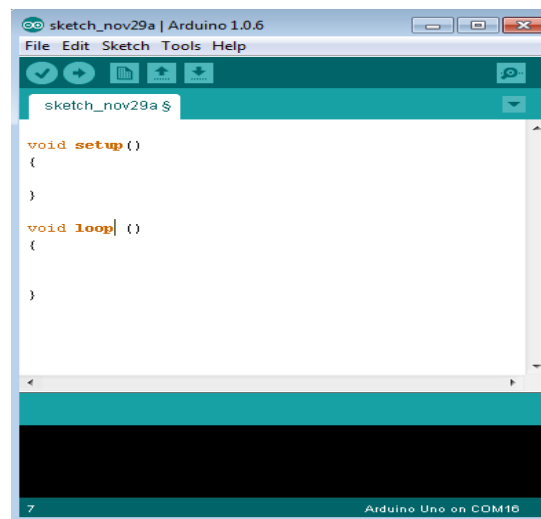 sketch_nov29a | Arduino 1.0.6
File Edit Sketch Tools Help
sketch_nov29a §
void setup()
{
}
void loop ()
{
}
7 Arduino Uno on COM16